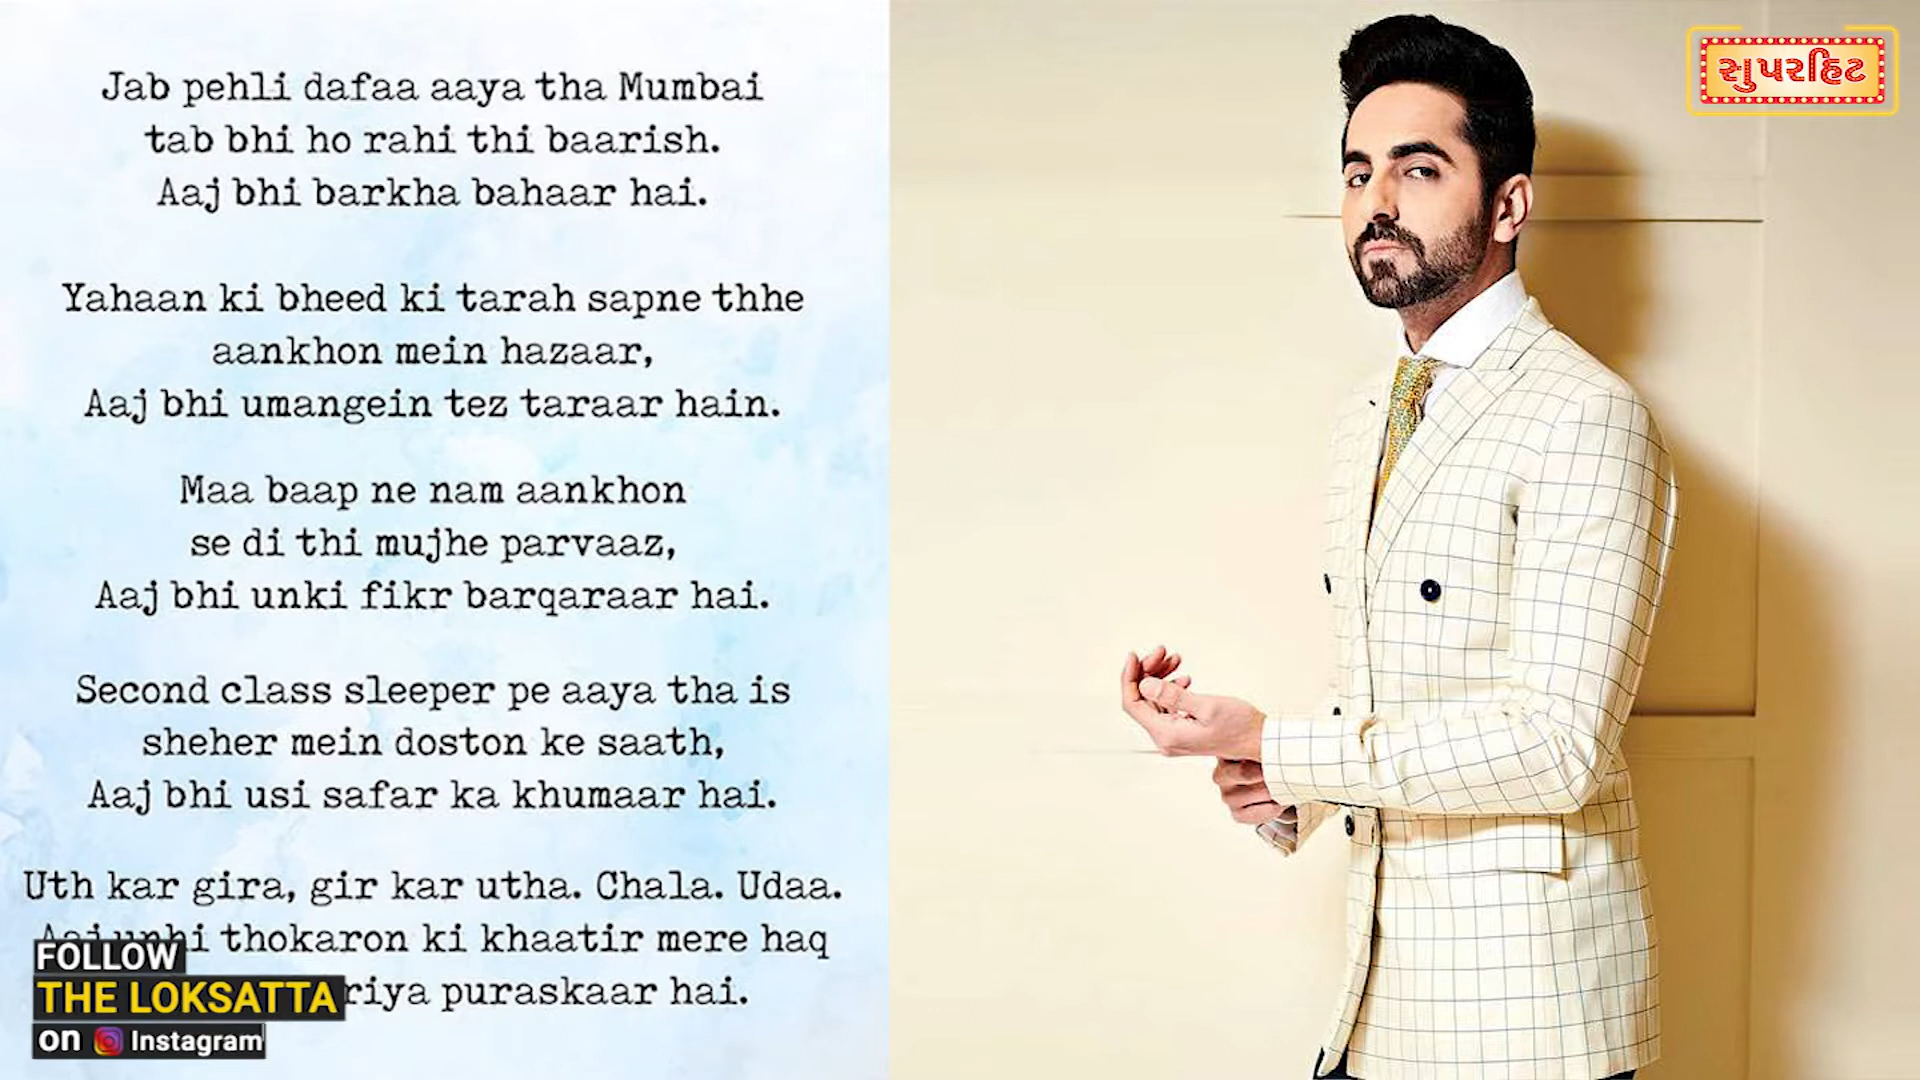 Jab pehli dafaa aaya tha Mumbai
tab bhi ho rahi thi baarish.
Aaj bhi barkha bahaar hai.
Yahaan ki bheed ki tarah sapne thhe
aankhon mein hazaar,
Aaj bhi umangein tez taraar hain.
Maa baap ne nam aankhon
se di thi mujhe parvaaz,
Aaj bhi unki fikr barqaraar hai.
Second class sleeper pe aaya tha is
sheher mein doston ke saath,
Aaj bhi usi safar ka khumaar hai.
Uth kar gira, gir kar utha. Chala. Udaa.
thokaron ki khaatir mere haq
puraskaar hai.
સુપરહિટ
FOLLOW
THE LOKSATTA
on Instagram